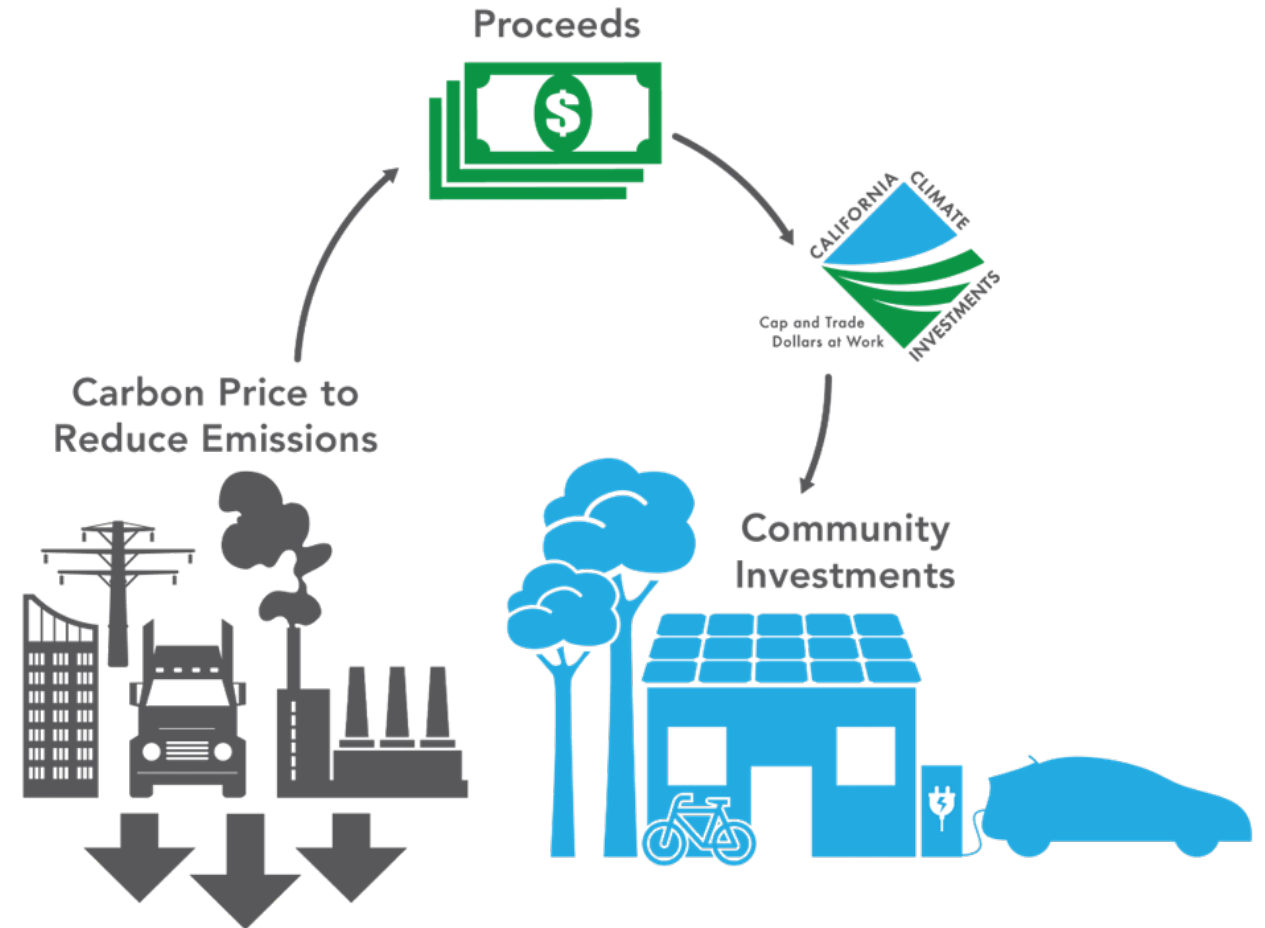 Proceeds
$
CALIFORNIA
CLIMATE
INVESTMENTS
Cap and Trade
Dollars at Work
Carbon Price to
Reduce Emissions
Community
Investments